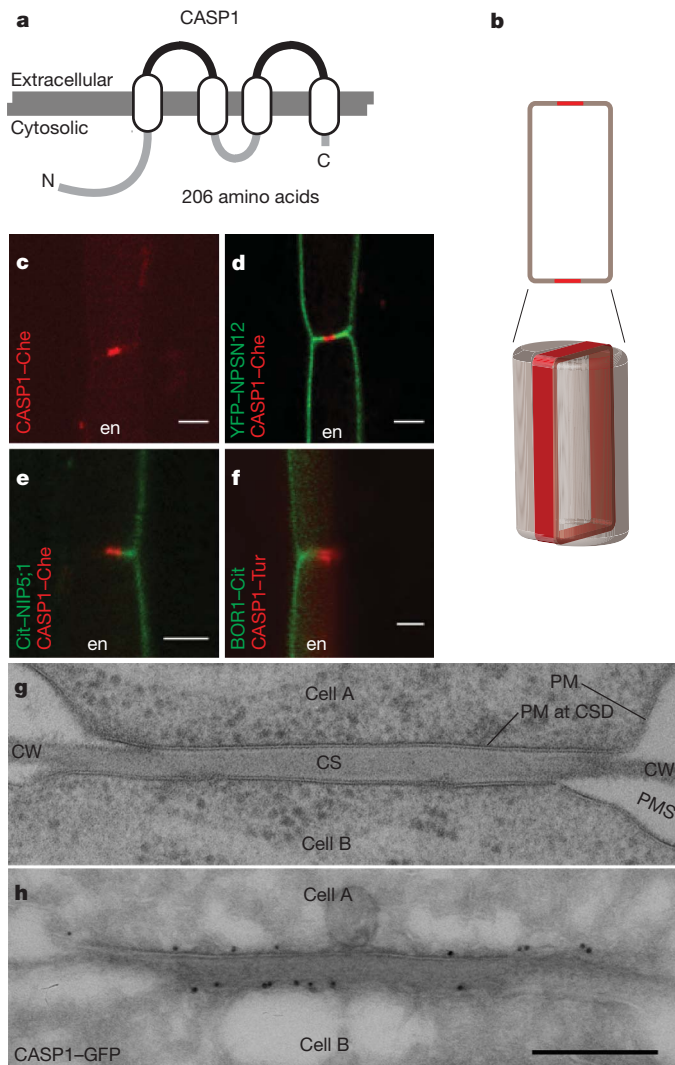 a
CASP1
Extracellular
Cytosolic
N
C
206 amino acids
b
c
CASP1–Che
en
d
YFP–NPSN12
CASP1–Che
en
e
Cit–NIP5;1
CASP1–Che
en
f
BOR1–Cit
CASP1–Tur
en
g
Cell A
PM
PM at CSD
CW
CS
CW
PMS
Cell B
h
Cell A
CASP1–GFP
Cell B